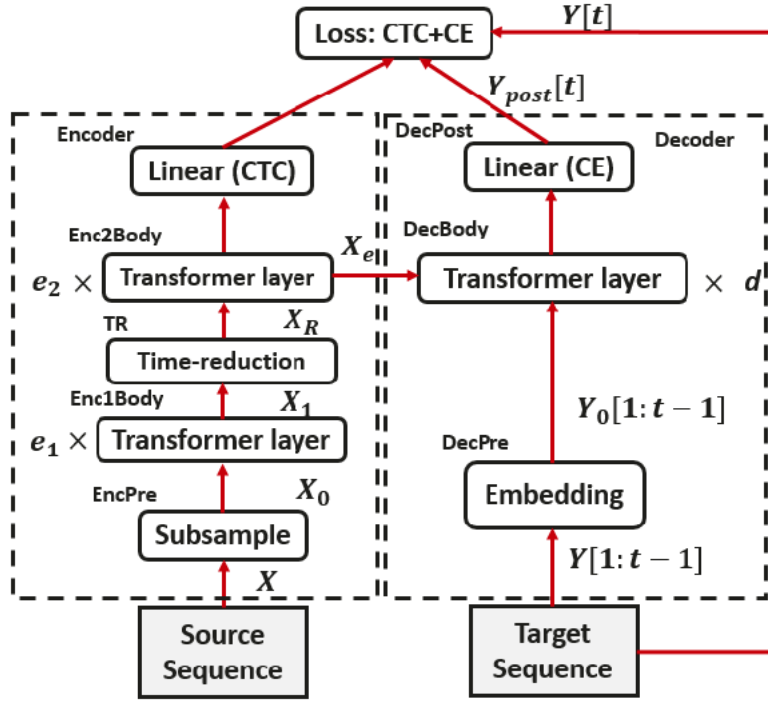 Y[t]
Loss: CTC+CE
Y_post[t]
Encoder
DecPost
Decoder
Linear (CTC)
Linear (CE)
Enc2Body
X_e
DecBody
e_2 ×
Transformer layer
Transformer layer
× d
TR
X_R
Time-reduction
Enc1Body
X_1
Y_0[1: t − 1]
e_1 ×
Transformer layer
DecPre
EncPre
X_0
Embedding
Subsample
X
Y[1: t − 1]
Source
Sequence
Target
Sequence